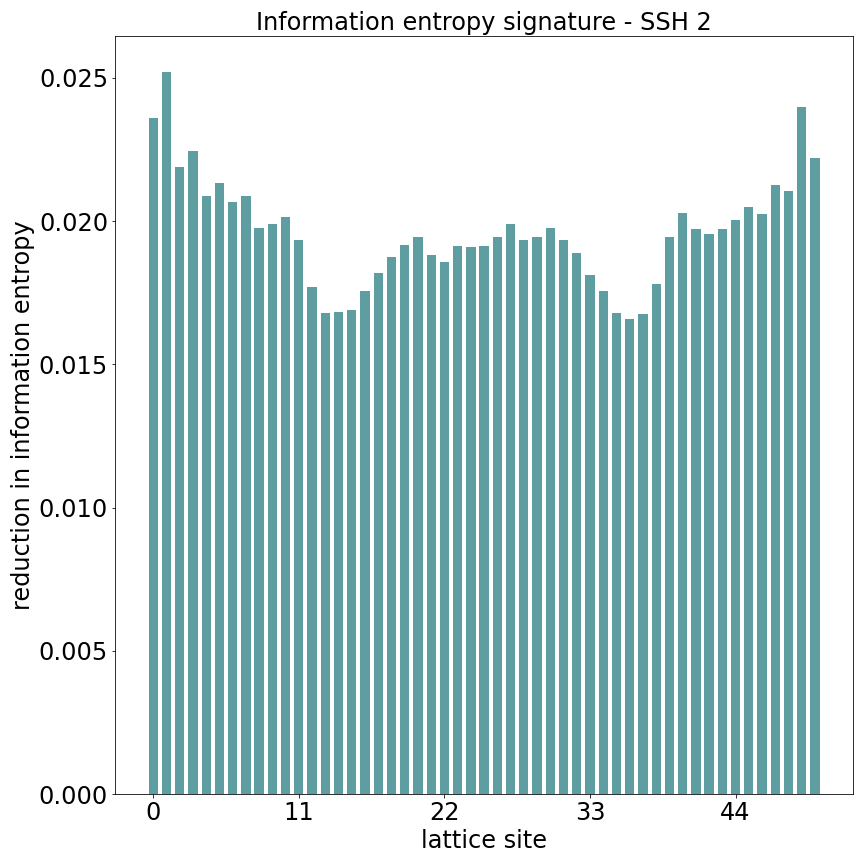 Information entropy signature - SSH 2
reduction in information entropy
0.025
0.020
0.015
0.010
0.005
0.000
0 11 22 33 44
lattice site